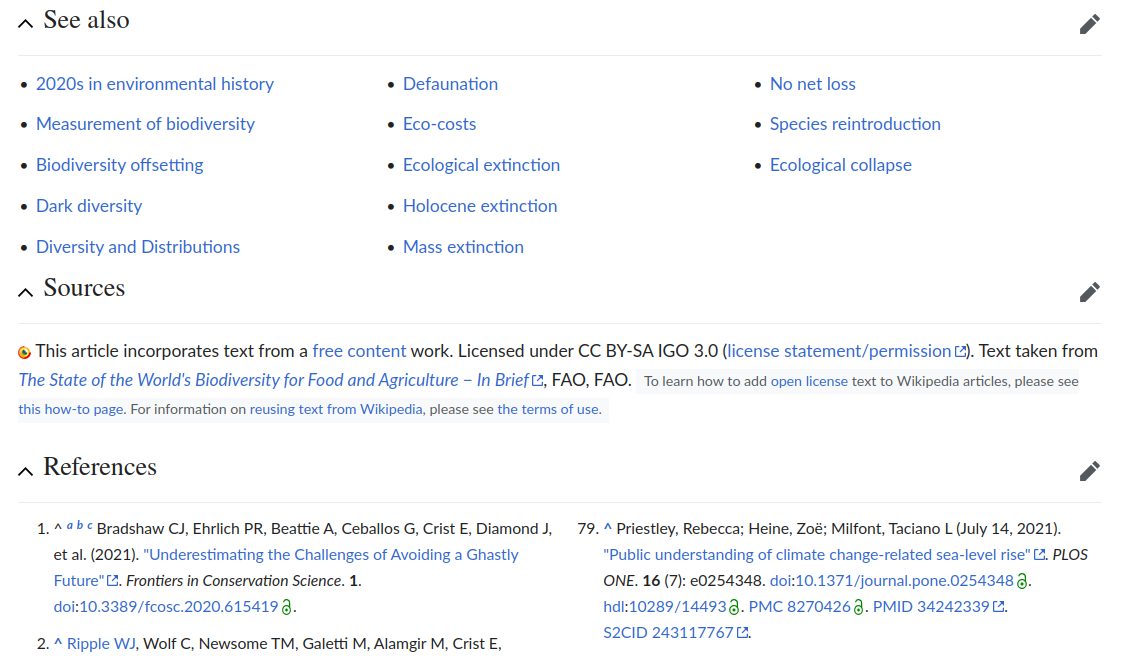 See also
• 2020s in environmental history
• Measurement of biodiversity
• Biodiversity offsetting
• Dark diversity
• Diversity and Distributions
• Defaunation
• Eco-costs
• Ecological extinction
• Holocene extinction
• Mass extinction
• No net loss
• Species reintroduction
• Ecological collapse
Sources
This article incorporates text from a free content work. Licensed under CC BY-SA IGO 3.0 (license statement/permission). Text taken from
The State of the World's Biodiversity for Food and Agriculture − In Brief, FAO, FAO. To learn how to add open license text to Wikipedia articles, please see
this how-to page. For information on reusing text from Wikipedia, please see the terms of use.
References
1. ^ a b c Bradshaw CJ, Ehrlich PR, Beattie A, Ceballos G, Crist E, Diamond J,
et al. (2021). "Underestimating the Challenges of Avoiding a Ghastly
Future". Frontiers in Conservation Science. 1.
doi:10.3389/fcosc.2020.615419.
2. ^ Ripple WJ, Wolf C, Newsome TM, Galetti M, Alamgir M, Crist E,
79. ^ Priestley, Rebecca; Heine, Zoë; Milfont, Taciano L (July 14, 2021).
"Public understanding of climate change-related sea-level rise". PLOS
ONE. 16 (7): e0254348. doi:10.1371/journal.pone.0254348.
hdl:10289/14493. PMC 8270426. PMID 34242339.
S2CID 243117767.